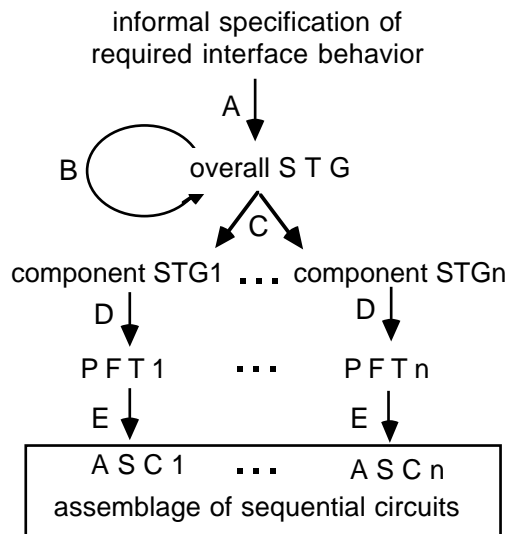 informal specification of
required interface behavior
A
B
overall S T G
C
component STG1 ... component STGn
D D
P F T 1 ... P F T n
E E
A S C 1 ... A S C n
assemblage of sequential circuits